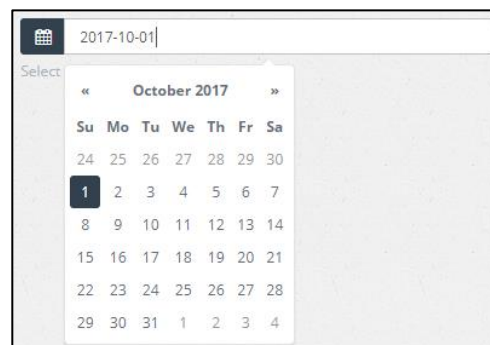 2017-10-01
Select
« October 2017 »
Su Mo Tu We Th Fr Sa
24 25 26 27 28 29 30
1 2 3 4 5 6 7
8 9 10 11 12 13 14
15 16 17 18 19 20 21
22 23 24 25 26 27 28
29 30 31 1 2 3 4